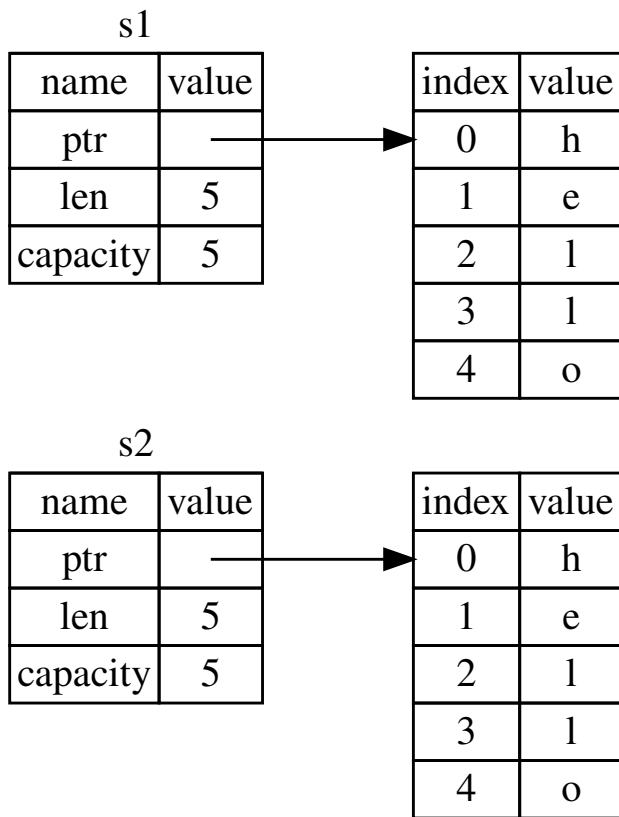 s1
name value
ptr
len 5
capacity 5
index value
0 h
1 e
2 l
3 l
4 o
s2
name value
ptr
len 5
capacity 5
index value
0 h
1 e
2 l
3 l
4 o